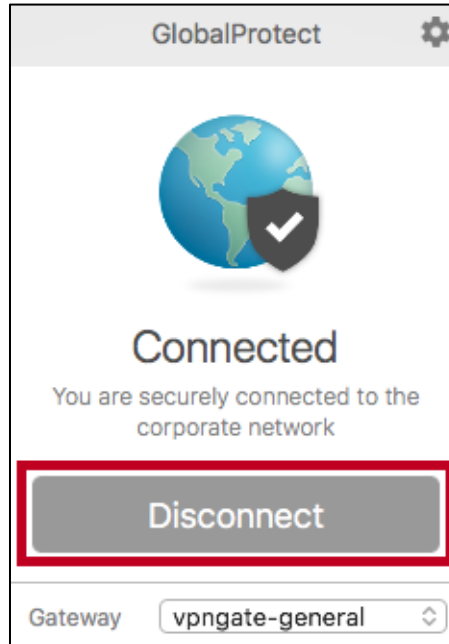 GlobalProtect
Connected
You are securely connected to the
corporate network
Disconnect
Gateway vpngate-general